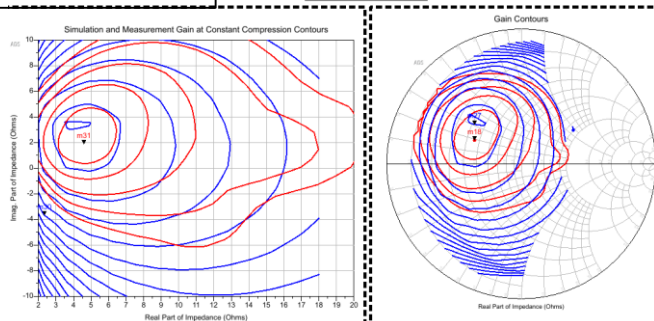 Simulation and Measurement Gain at Constant Compression Contours
Imag. Part of Impedance (Ohms)
10
8
6
4
2
0
-2
-4
-6
-8
-10
m31
2 3 4 5 6 7 8 9 10 11 12 13 14 15 16 17 18 19 20
Real Part of Impedance (Ohms)
Gain Contours
m18
Real Part of Impedance (Ohms)